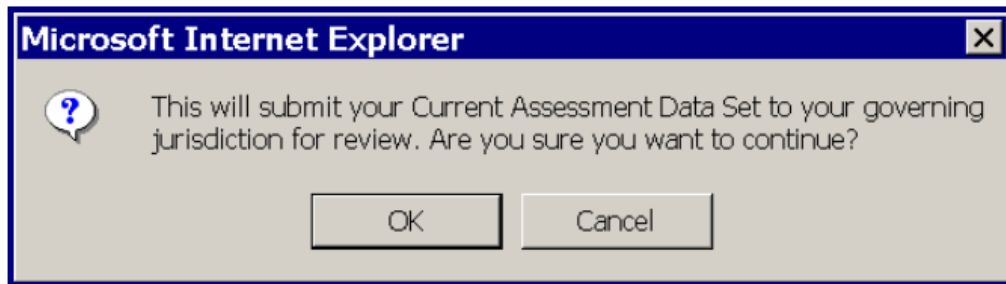 Microsoft Internet Explorer
This will submit your Current Assessment Data Set to your governing
jurisdiction for review. Are you sure you want to continue?
OK
Cancel